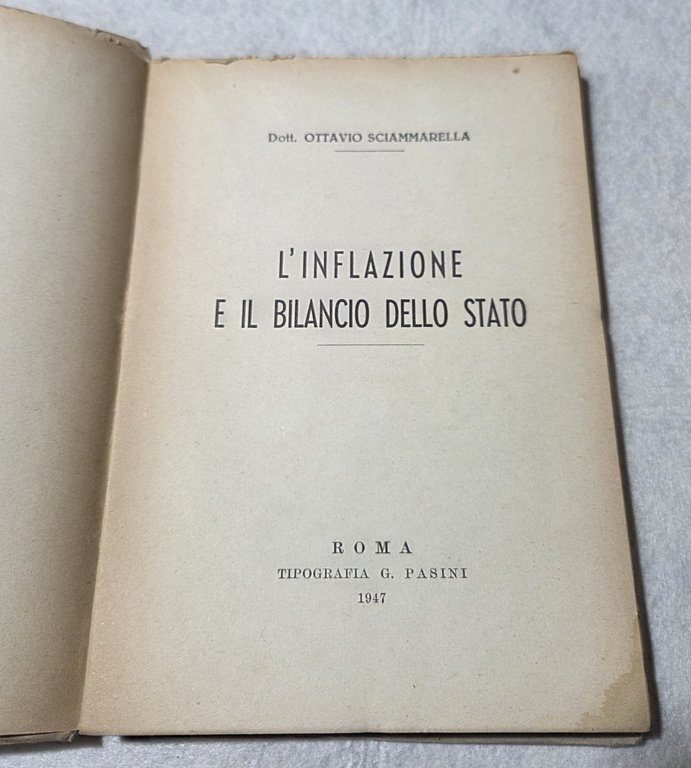 Dott. OTTAVIO SCIAMMARELLA
L'INFLAZIONE
E IL BILANCIO DELLO STATO
ROMA
TIPOGRAFIA G. PASINI
1947